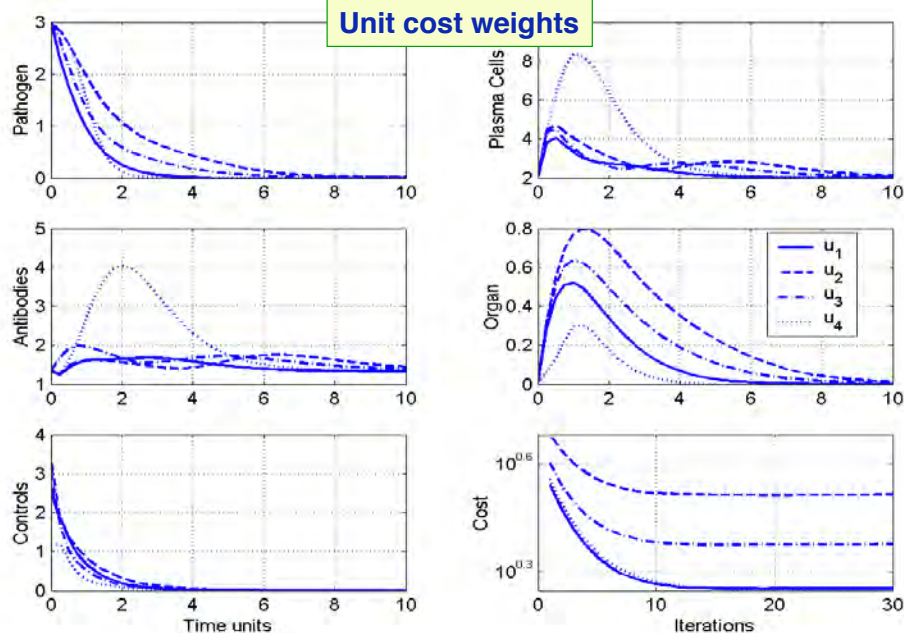 Unit cost weights
Pathogen
3
2
1
0
0 2 4 6 8 10
Plasma Cells
8
6
4
2
0 2 4 6 8 10
Antibodies
5
4
3
2
1
0 2 4 6 8 10
Organ
0.8
0.6
0.4
0.2
0
0 2 4 6 8 10
u1
u2
u3
u4
Controls
4
3
2
1
0
0 2 4 6 8 10
Time units
Cost
10^0.6
10^0.3
0 10 20 30
Iterations